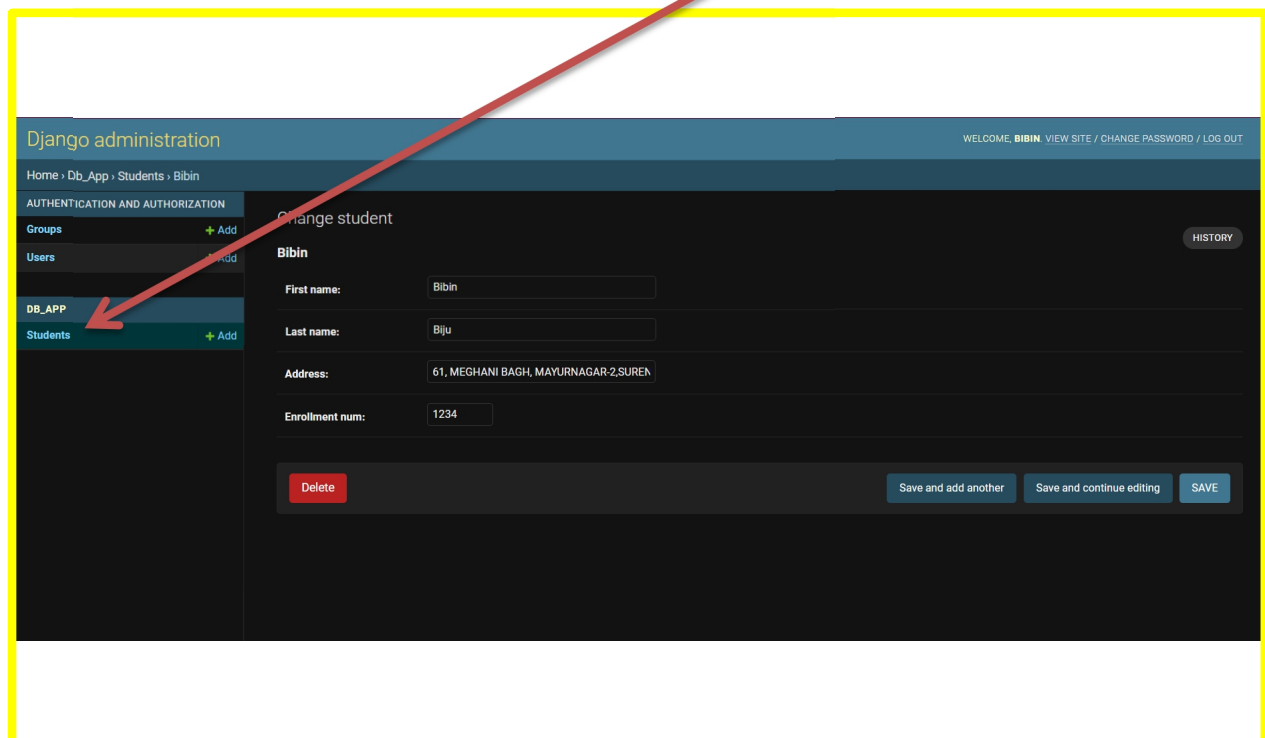 Django administration
WELCOME, BIBIN. VIEW SITE / CHANGE PASSWORD / LOG OUT
Home › Db_App › Students › Bibin
AUTHENTICATION AND AUTHORIZATION
Groups + Add
Users + Add
DB_APP
Students + Add
Change student
HISTORY
Bibin
First name: Bibin
Last name: Biju
Address: 61, MEGHANI BAGH, MAYURNAGAR-2,SUREN
Enrollment num: 1234
Delete Save and add another Save and continue editing SAVE